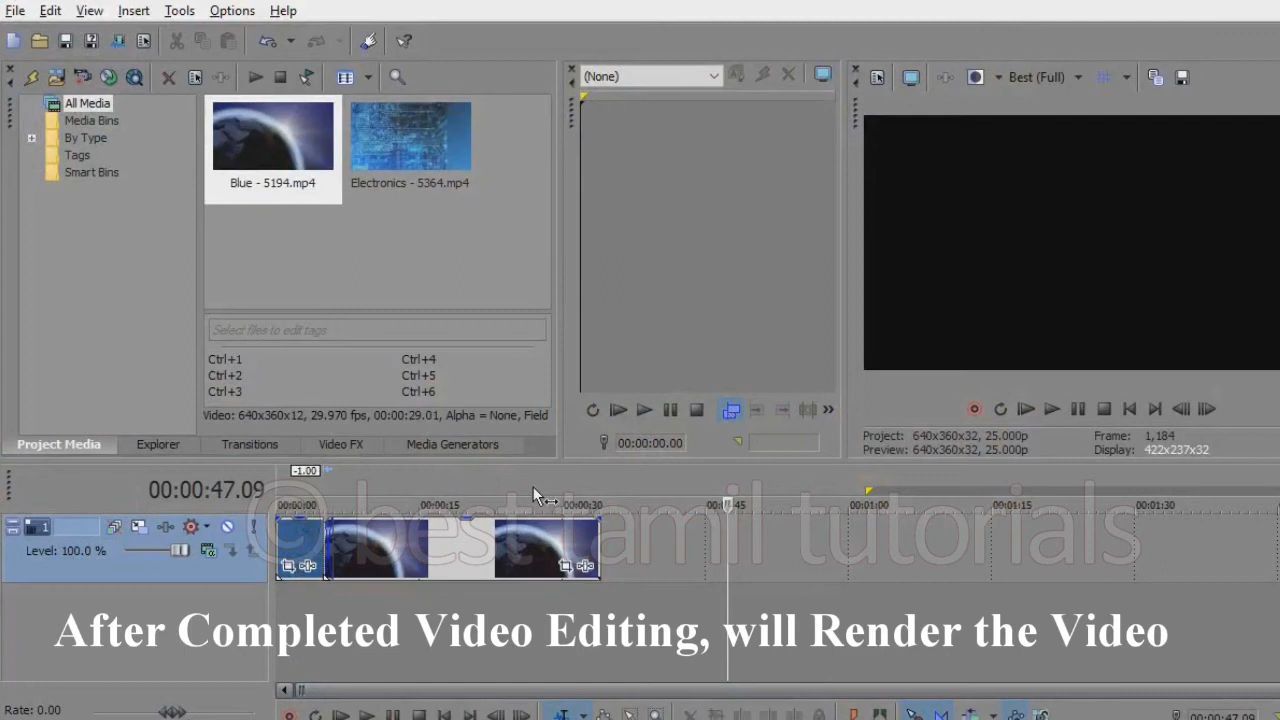 File Edit View Insert Tools Options Help
(None)
Best (Full)
All Media
Media Bins
By Type
Tags
Smart Bins
Blue - 5194.mp4
Electronics - 5364.mp4
Select files to edit tags
Ctrl+1 Ctrl+4
Ctrl+2 Ctrl+5
Ctrl+3 Ctrl+6
Video: 640x360x12, 29.970 fps, 00:00:29.01, Alpha = None, Field
Project Media Explorer Transitions Video FX Media Generators
00:00:00.00
Project: 640x360x32, 25.000p Frame: 1,184
Preview: 640x360x32, 25.000p Display: 422x237x32
-1.00
00:00:47.09
00:00:00 00:00:15 00:00:30 00:00:45 00:01:00 00:01:15 00:01:30
1
Level: 100.0 %
© best tamil tutorials
After Completed Video Editing, will Render the Video
Rate: 0.00
00:00:47.09